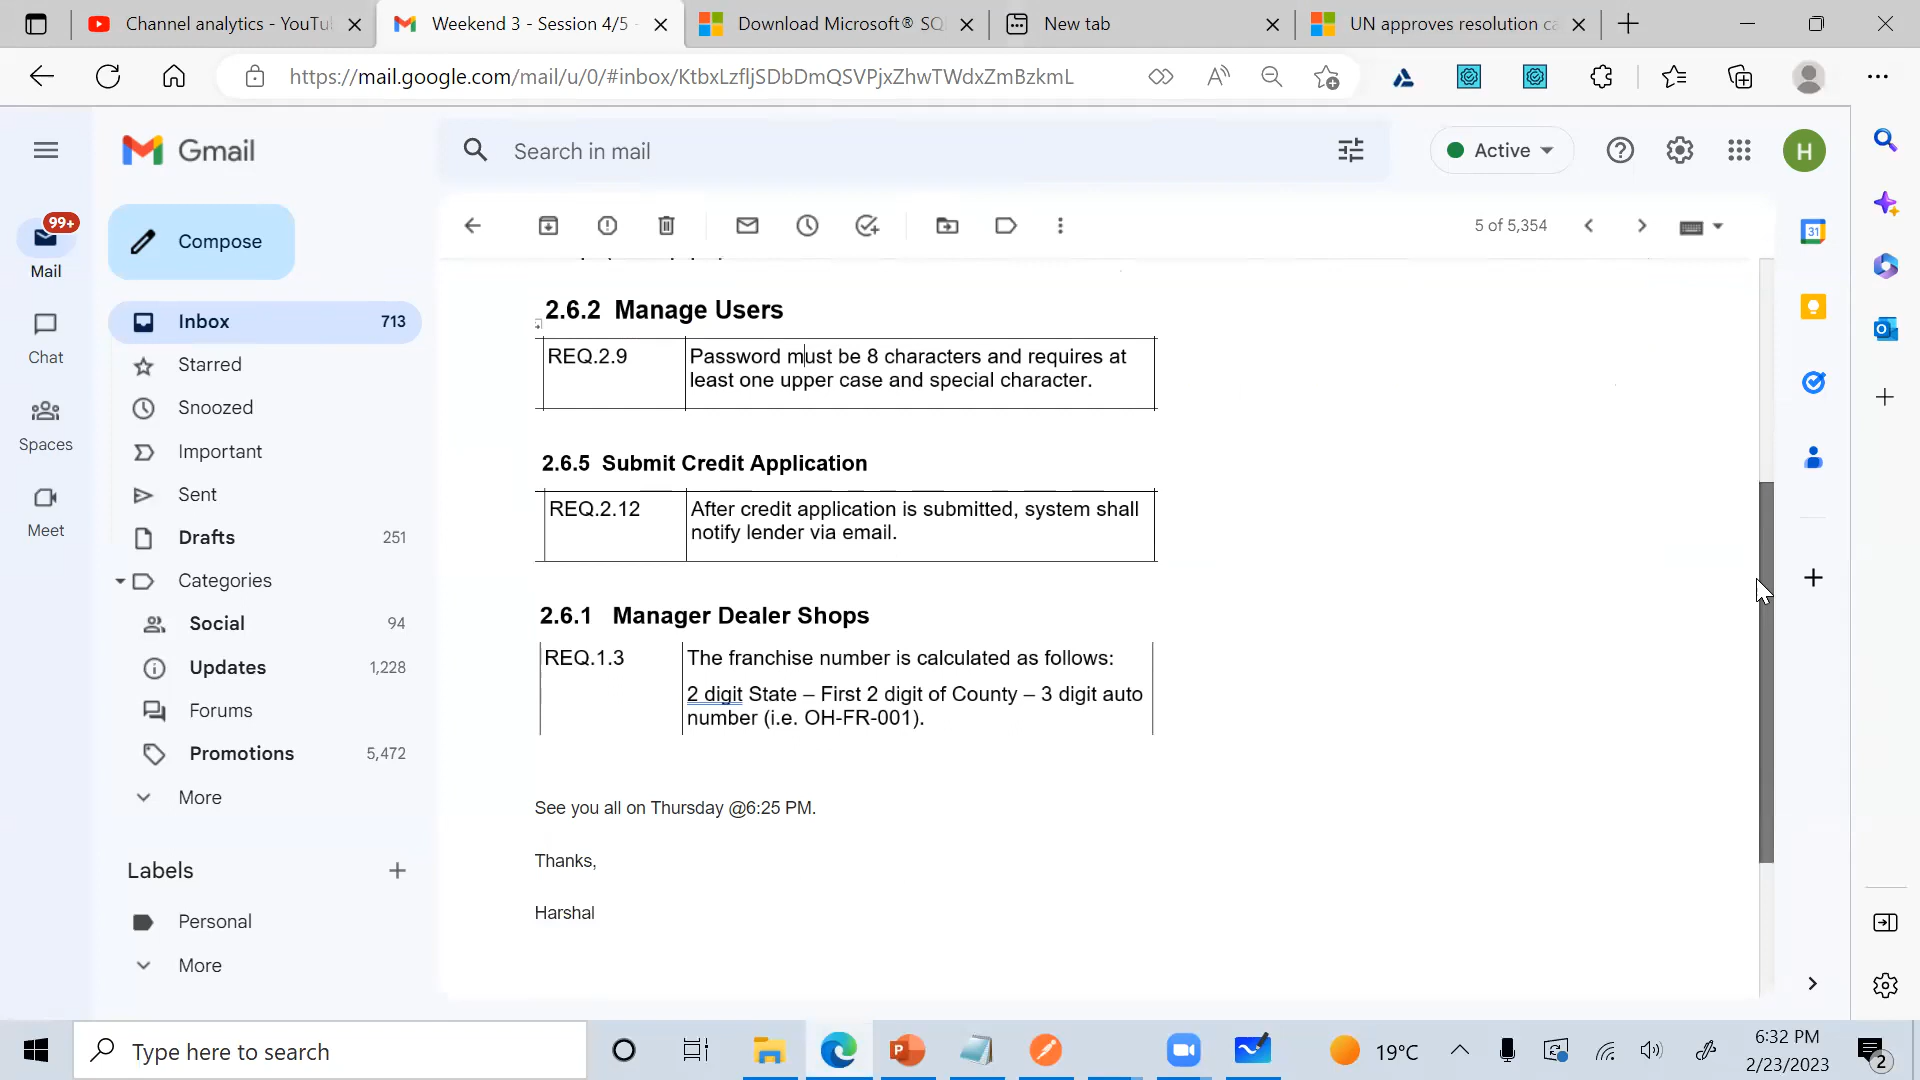 Channel analytics - YouTu
Weekend 3 - Session 4/5 -
Download Microsoft® SQ
New tab
UN approves resolution ca
https://mail.google.com/mail/u/0/#inbox/KtbxLzfljSDbDmQSVPjxZhwTWdxZmBzkmL
Gmail
Search in mail
Active
H
99+
Mail
Chat
Spaces
Meet
Compose
Inbox 713
Starred
Snoozed
Important
Sent
Drafts 251
Categories
Social 94
Updates 1,228
Forums
Promotions 5,472
More
Labels
Personal
More
5 of 5,354
31
2.6.2 Manage Users
REQ.2.9 Password must be 8 characters and requires at
least one upper case and special character.
2.6.5 Submit Credit Application
REQ.2.12 After credit application is submitted, system shall
notify lender via email.
2.6.1 Manager Dealer Shops
REQ.1.3 The franchise number is calculated as follows:
2 digit State – First 2 digit of County – 3 digit auto
number (i.e. OH-FR-001).
See you all on Thursday @6:25 PM.
Thanks,
Harshal
Type here to search
19°C
6:32 PM
2/23/2023
2